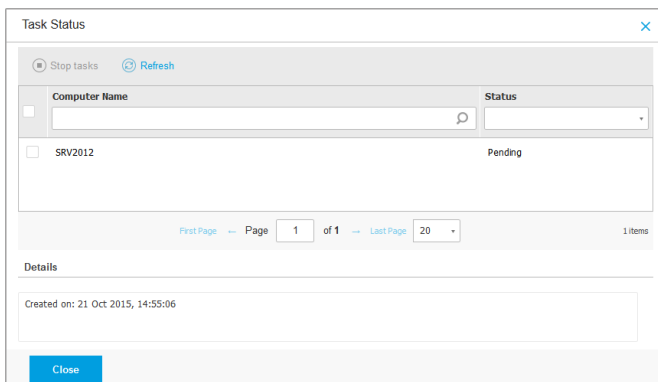 Task Status
Stop tasks Refresh
Computer Name Status
SRV2012 Pending
First Page ← Page 1 of 1 → Last Page 20 1 items
Details
Created on: 21 Oct 2015, 14:55:06
Close